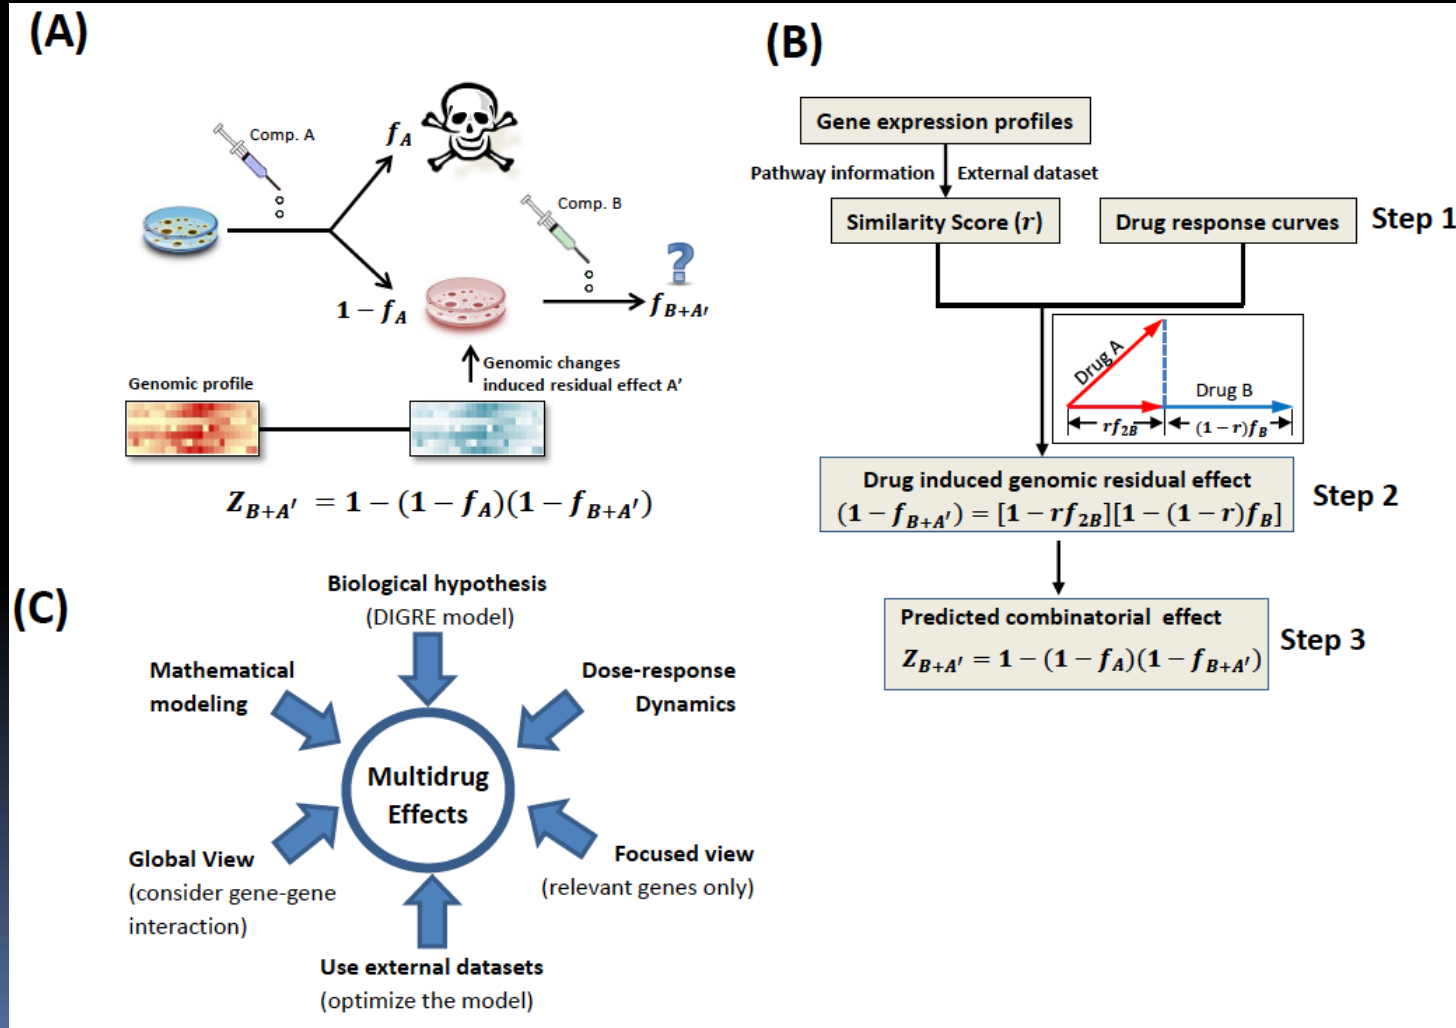 (A)
Comp. A
f_A
Comp. B
?
1 − f_A
f_{B+A′}
Genomic changes
induced residual effect A′
Genomic profile
Z_{B+A′} = 1 − (1 − f_A)(1 − f_{B+A′})
(B)
Gene expression profiles
Pathway information
External dataset
Similarity Score (r)
Drug response curves
Step 1
Drug A
Drug B
rf_{2B}
(1 − r)f_B
Drug induced genomic residual effect
(1 − f_{B+A′}) = [1 − rf_{2B}][1 − (1 − r)f_B]
Step 2
Predicted combinatorial effect
Z_{B+A′} = 1 − (1 − f_A)(1 − f_{B+A′})
Step 3
(C)
Biological hypothesis
(DIGRE model)
Mathematical
modeling
Dose-response
Dynamics
Multidrug
Effects
Global View
(consider gene-gene
interaction)
Focused view
(relevant genes only)
Use external datasets
(optimize the model)